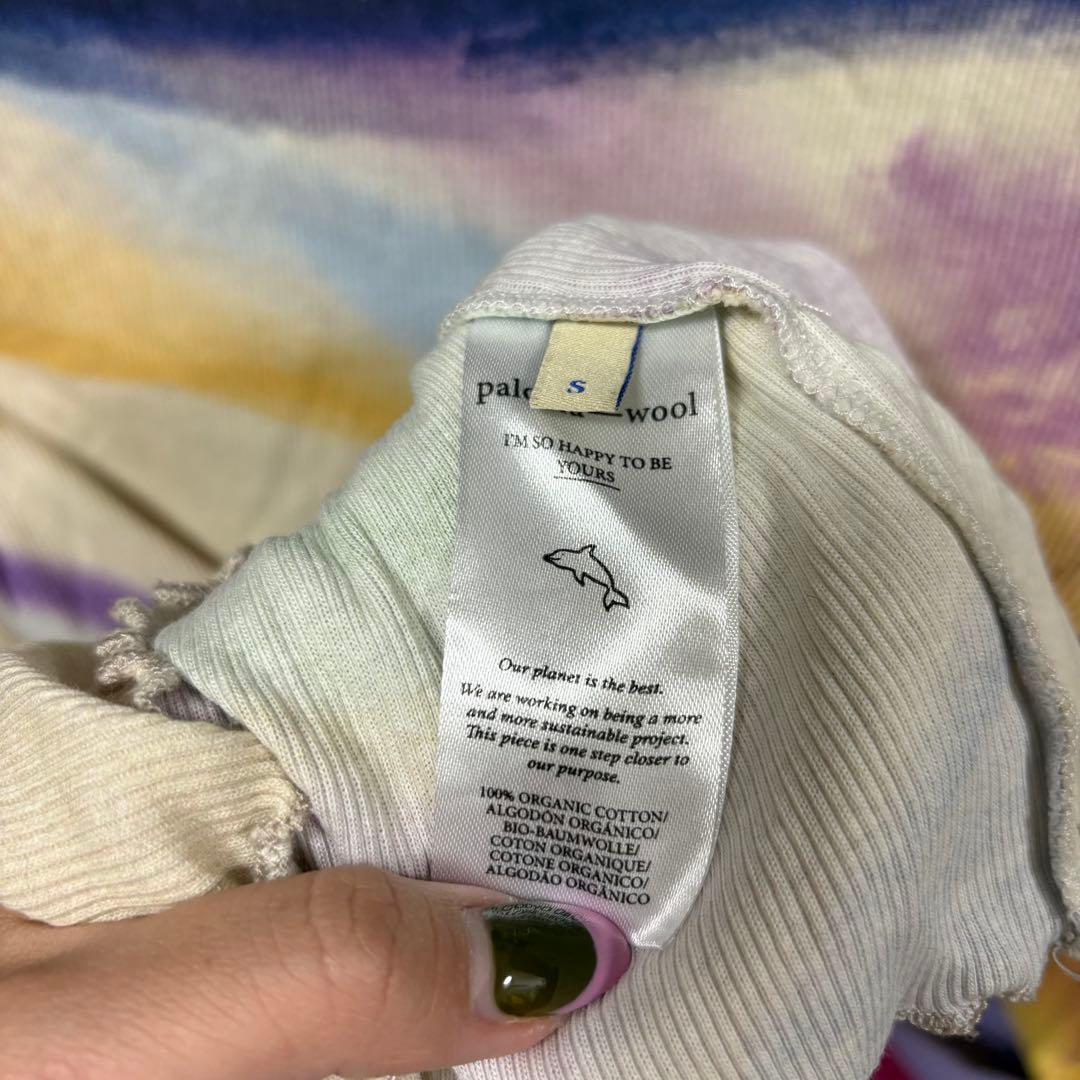 S
wool
I'M SO HAPPY TO BE
YOURS
Our planet is the best.
We are working on being a more
and more sustainable project.
This piece is one step closer to
our purpose.
100% ORGANIC COTTON/
ALGODÓN ORGÁNICO/
BIO-BAUMWOLLE/
COTON ORGANIQUE/
COTONE ORGANICO/
ALGODÃO ORGÂNICO